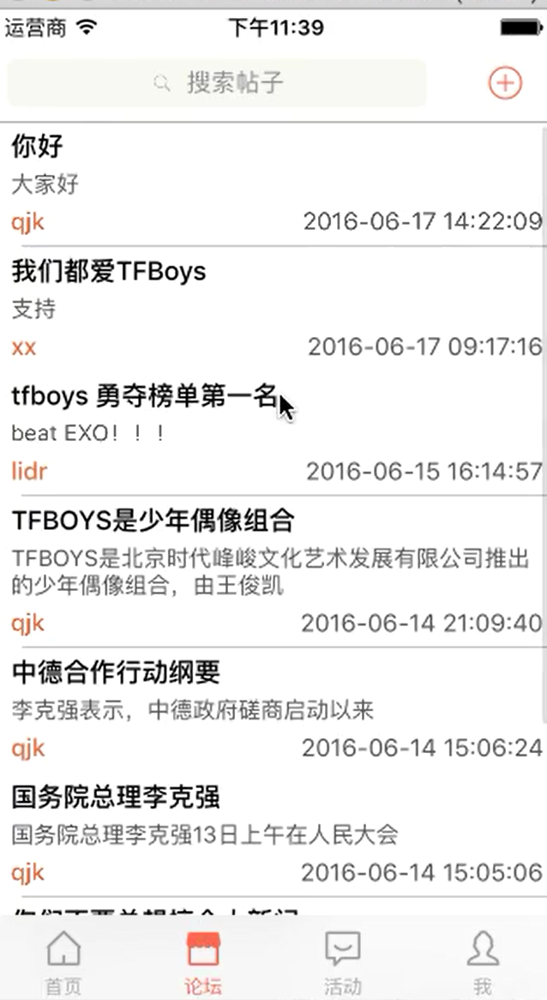 运营商 下午11:39
搜索帖子
你好
大家好
qjk 2016-06-17 14:22:09
我们都爱TFBoys
支持
xx 2016-06-17 09:17:16
tfboys 勇夺榜单第一名
beat EXO！！！
lidr 2016-06-15 16:14:57
TFBOYS是少年偶像组合
TFBOYS是北京时代峰峻文化艺术发展有限公司推出
的少年偶像组合，由王俊凯
qjk 2016-06-14 21:09:40
中德合作行动纲要
李克强表示，中德政府磋商启动以来
qjk 2016-06-14 15:06:24
国务院总理李克强
国务院总理李克强13日上午在人民大会
qjk 2016-06-14 15:05:06
首页 论坛 活动 我